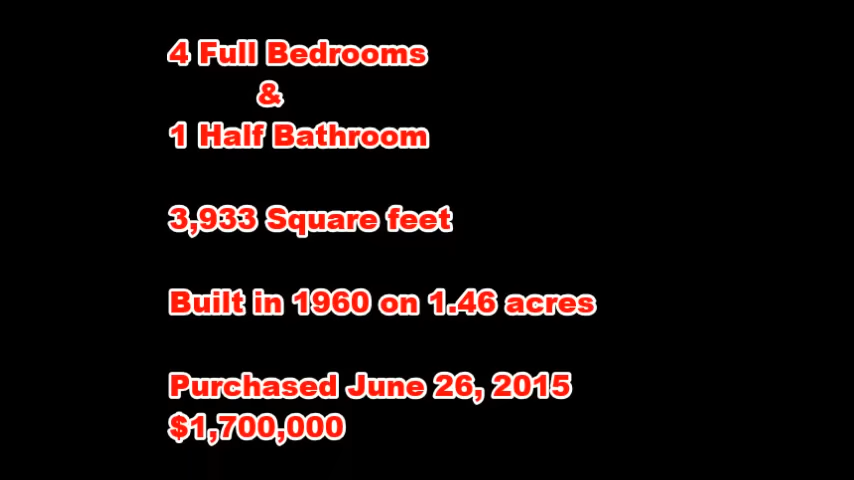 4 Full Bedrooms
&
1 Half Bathroom
3,933 Square feet
Built in 1960 on 1.46 acres
Purchased June 26, 2015
$1,700,000